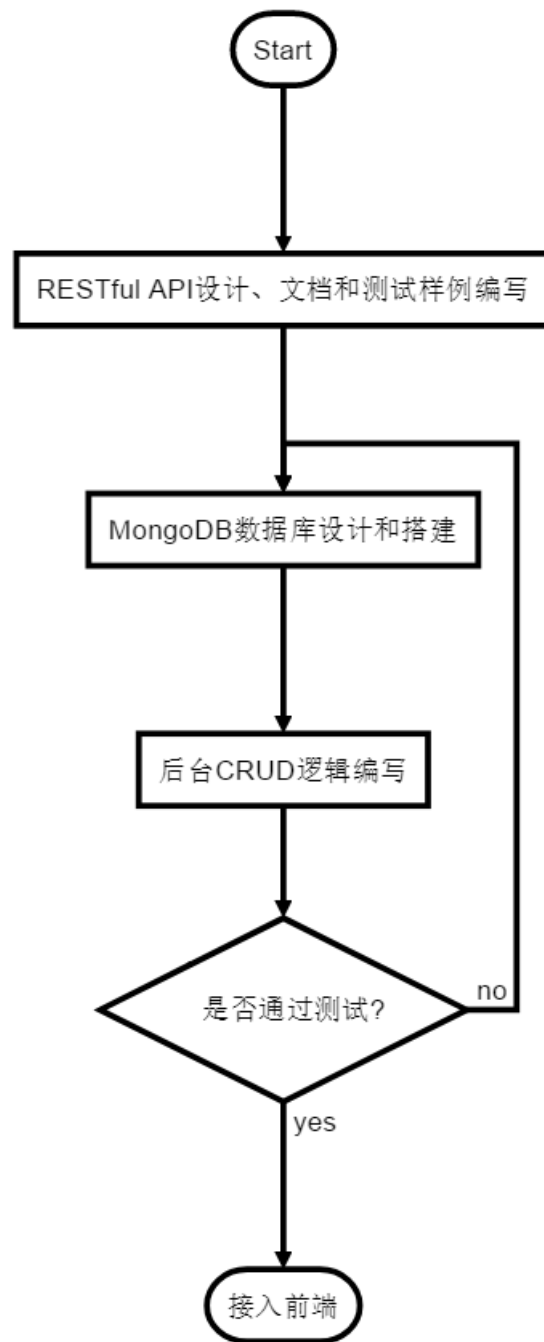 Start
RESTful API设计、文档和测试样例编写
MongoDB数据库设计和搭建
后台CRUD逻辑编写
是否通过测试?
no
yes
接入前端